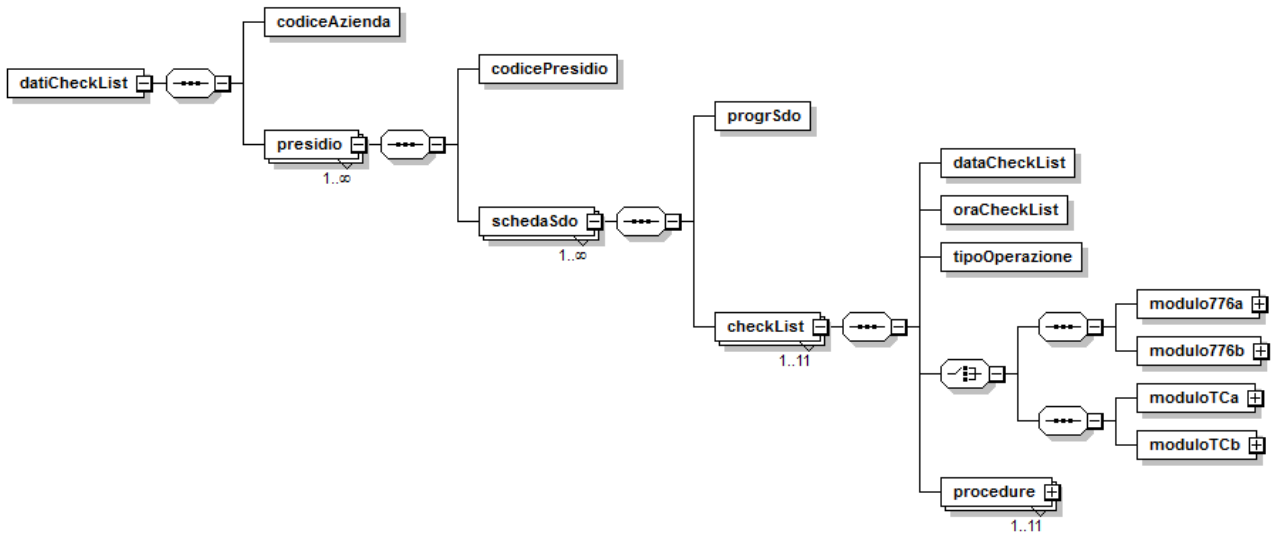 codiceAzienda
datiCheckList
codicePresidio
presidio
1..∞
progrSdo
dataCheckList
schedaSdo
1..∞
oraCheckList
tipoOperazione
modulo776a
checkList
1..11
modulo776b
moduloTCa
moduloTCb
procedure
1..11